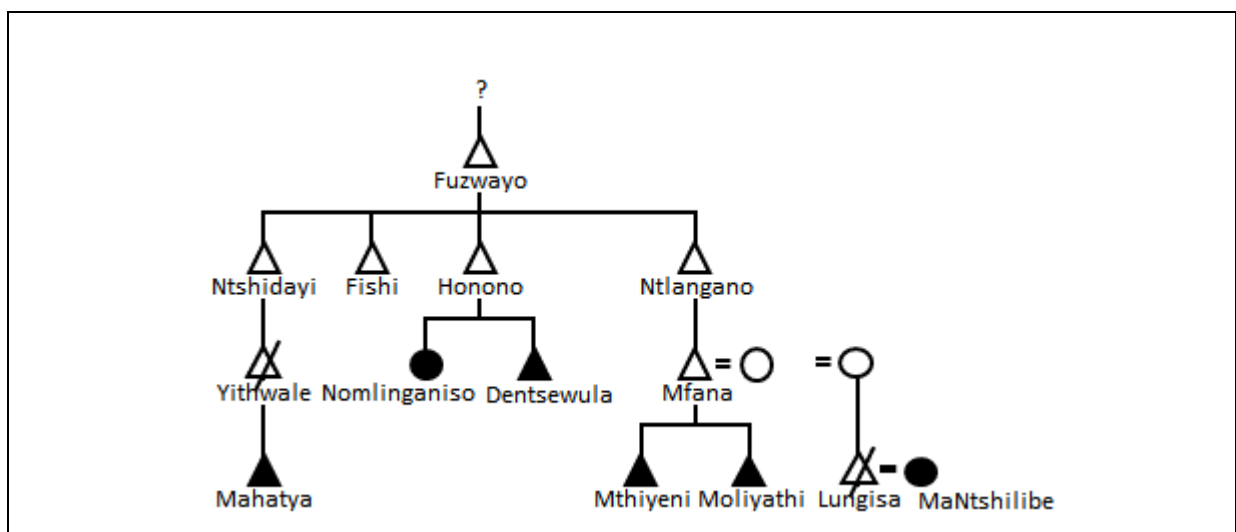 ?
Fuzwayo
Ntshidayi Fishi Honono Ntlangano
= =
Yithwale Nomlinganiso Dentsewula Mfana
-
Mahatya Mthiyeni Moliyathi Lungisa MaNtshilibe